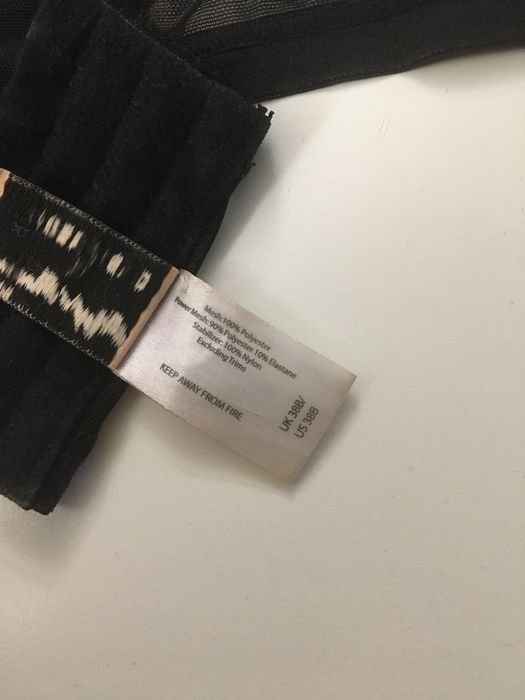 Mesh:100% Polyester
Power Mesh: 90% Polyester 10% Elastane
Stabilizer: 100% Nylon
Excluding Trims
KEEP AWAY FROM FIRE
UK 38B/
US 38B